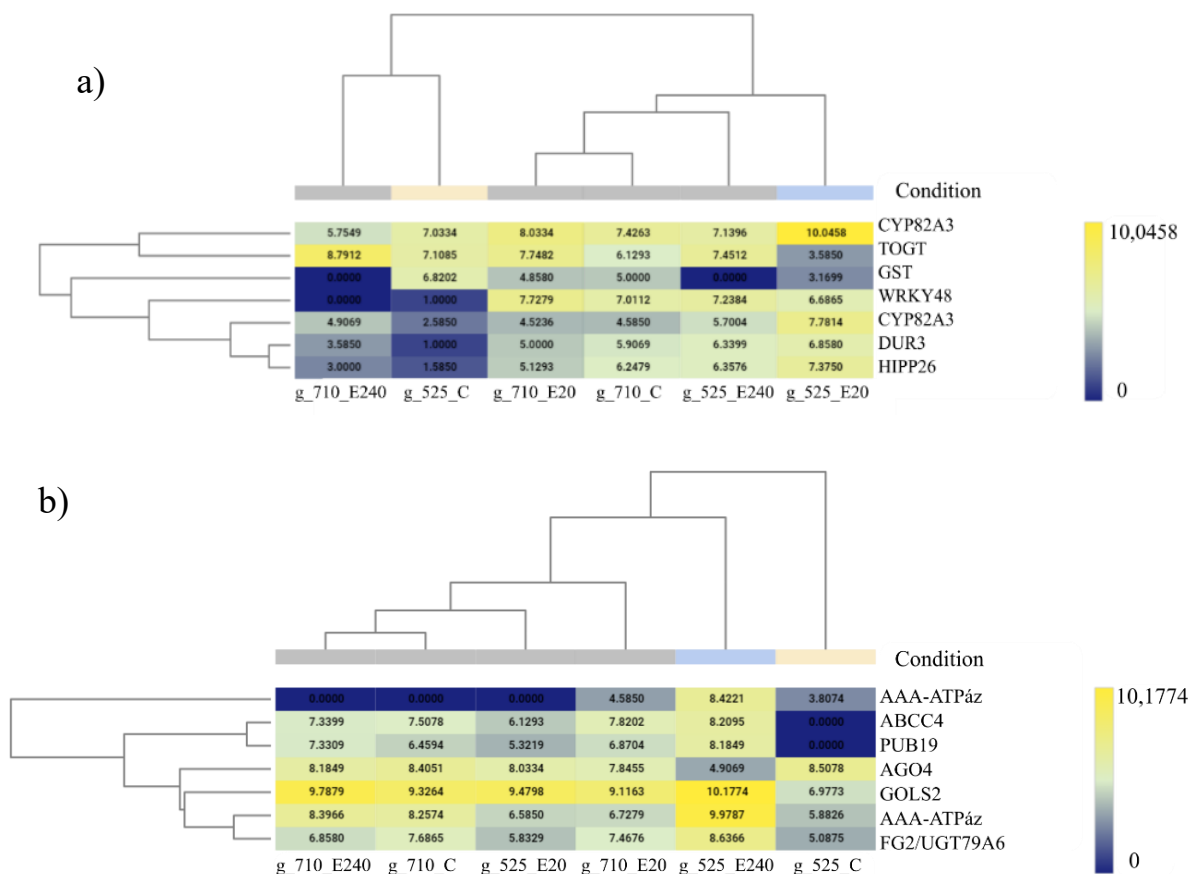 a)
Condition
5.7549 7.0334 8.0334 7.4263 7.1396 10.0458 CYP82A3
8.7912 7.1085 7.7482 6.1293 7.4512 3.5850 TOGT
0.0000 6.8202 4.8580 5.0000 0.0000 3.1699 GST
0.0000 1.0000 7.7279 7.0112 7.2384 6.6865 WRKY48
4.9069 2.5850 4.5236 4.5850 5.7004 7.7814 CYP82A3
3.5850 1.0000 5.0000 5.9069 6.3399 6.8580 DUR3
3.0000 1.5850 5.1293 6.2479 6.3576 7.3750 HIPP26
g_710_E240 g_525_C g_710_E20 g_710_C g_525_E240 g_525_E20
10,0458
0
b)
Condition
0.0000 0.0000 0.0000 4.5850 8.4221 3.8074 AAA-ATPáz
7.3399 7.5078 6.1293 7.8202 8.2095 0.0000 ABCC4
7.3309 6.4594 5.3219 6.8704 8.1849 0.0000 PUB19
8.1849 8.4051 8.0334 7.8455 4.9069 8.5078 AGO4
9.7879 9.3264 9.4798 9.1163 10.1774 6.9773 GOLS2
8.3966 8.2574 6.5850 6.7279 9.9787 5.8826 AAA-ATPáz
6.8580 7.6865 5.8329 7.4676 8.6366 5.0875 FG2/UGT79A6
g_710_E240 g_710_C g_525_E20 g_710_E20 g_525_E240 g_525_C
10,1774
0